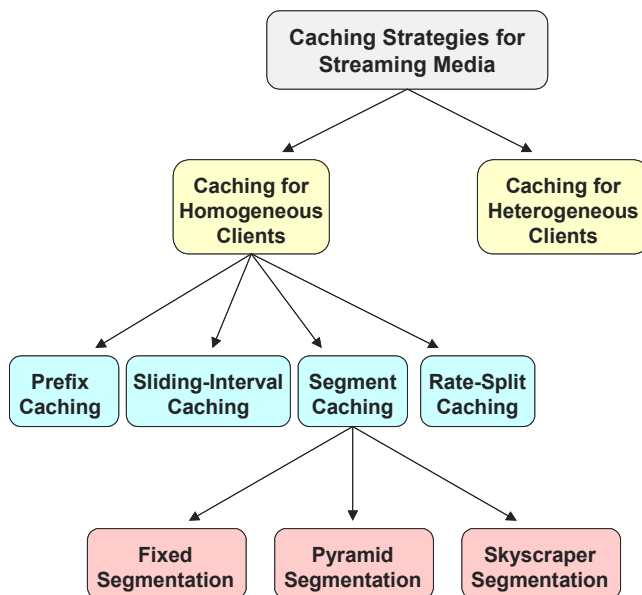 Caching Strategies for
Streaming Media
Caching for
Homogeneous
Clients
Caching for
Heterogeneous
Clients
Prefix
Caching
Sliding-Interval
Caching
Segment
Caching
Rate-Split
Caching
Fixed
Segmentation
Pyramid
Segmentation
Skyscraper
Segmentation